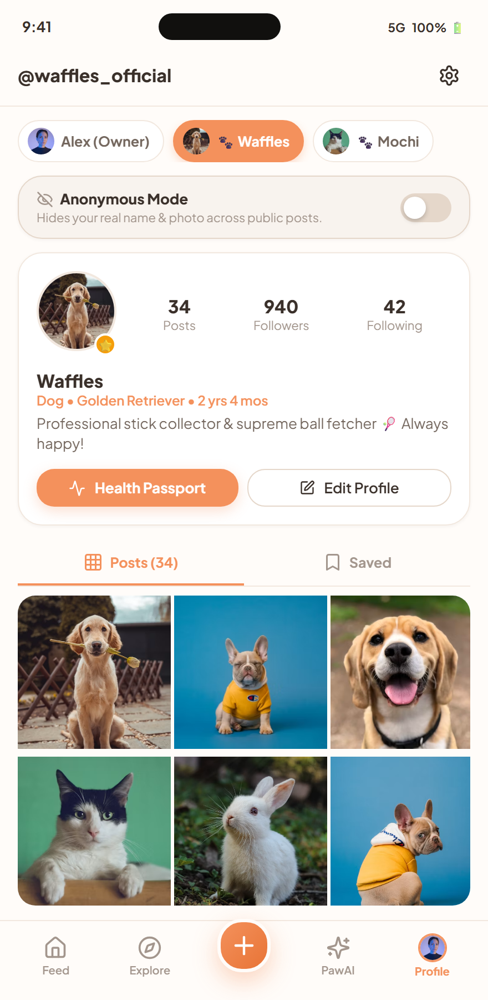 9:41
5G 100%
@waffles_official
Alex (Owner)
🐾 Waffles
🐾 Mochi
Anonymous Mode
Hides your real name & photo across public posts.
34
940
42
Posts
Followers
Following
Waffles
Dog • Golden Retriever • 2 yrs 4 mos
Professional stick collector & supreme ball fetcher 🎾 Always
happy!
Health Passport
Edit Profile
Posts (34)
Saved
Feed
Explore
PawAI
Profile